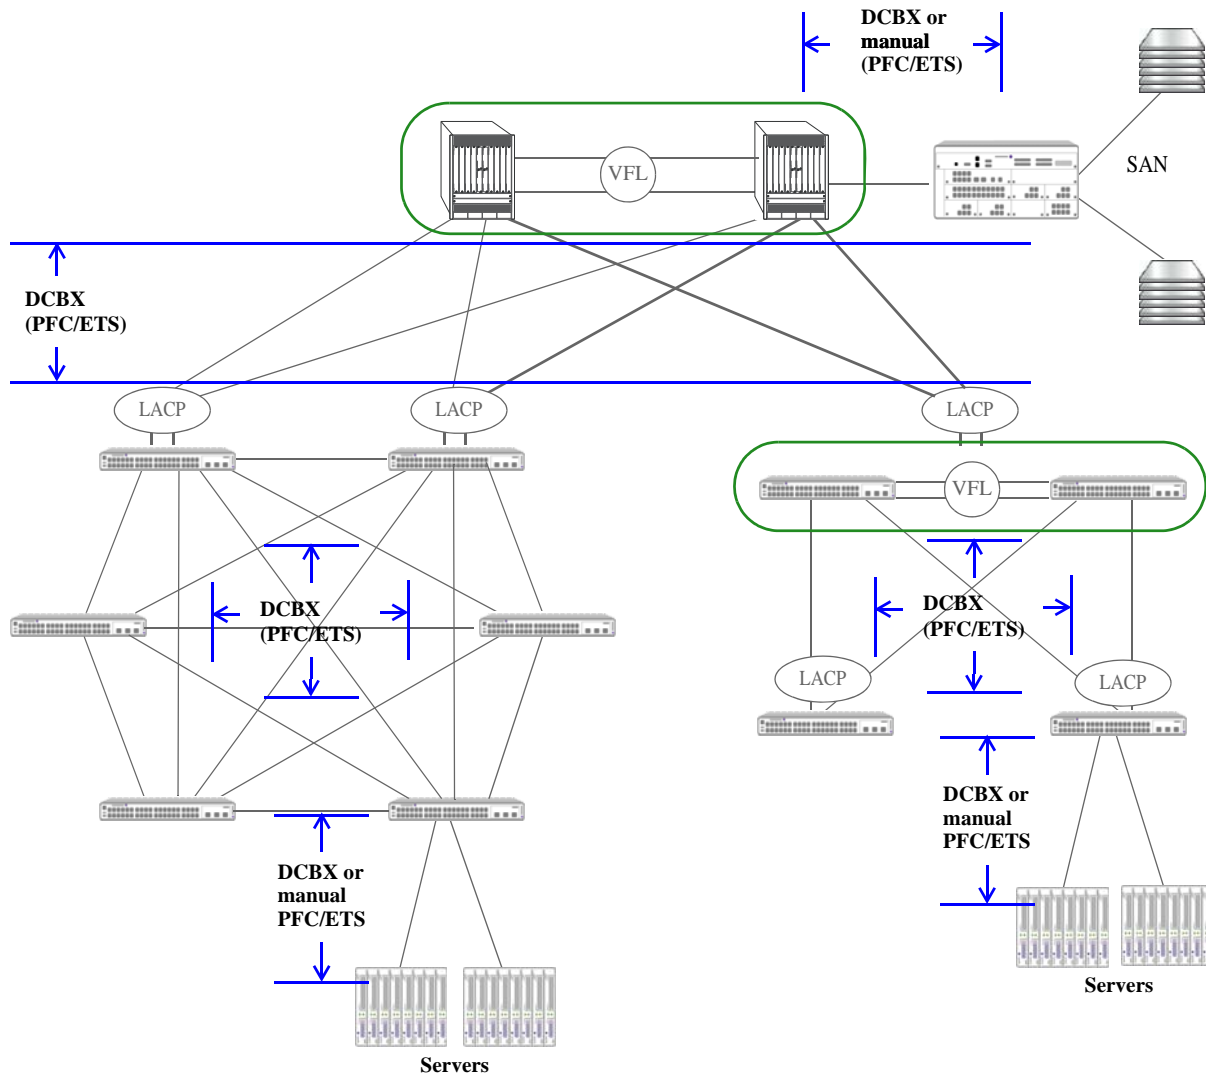 DCBX or
manual
(PFC/ETS)
VFL
SAN
DCBX
(PFC/ETS)
LACP
LACP
LACP
VFL
DCBX
(PFC/ETS)
DCBX
(PFC/ETS)
LACP
LACP
DCBX or
manual
PFC/ETS
DCBX or
manual
PFC/ETS
Servers
Servers